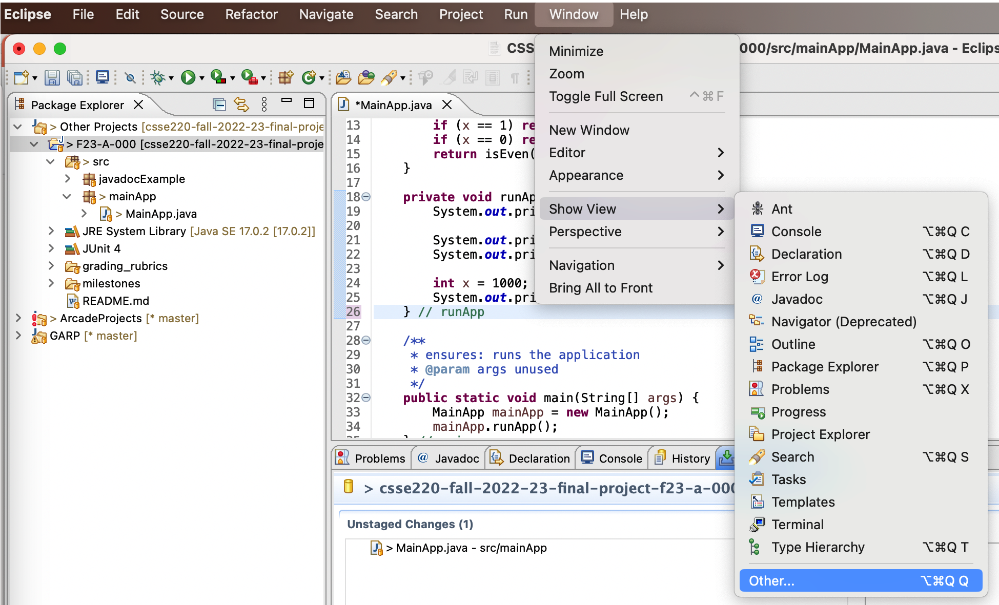 Eclipse File Edit Source Refactor Navigate Search Project Run Window Help
CSS
000/src/mainApp/MainApp.java - Eclips
Package Explorer
> Other Projects [csse220-fall-2022-23-final-proje
> F23-A-000 [csse220-fall-2022-23-final-proje
> src
javadocExample
> mainApp
> MainApp.java
JRE System Library [Java SE 17.0.2 [17.0.2]]
JUnit 4
grading_rubrics
milestones
README.md
> ArcadeProjects [* master]
GARP [* master]
*MainApp.java
13 if (x == 1) re
14 if (x == 0) re
15 return isEven(
16 }
17
18 private void runAp
19 System.out.pri
20
21 System.out.pri
22 System.out.pri
23
24 int x = 1000;
25 System.out.pri
26 } // runApp
27
28 /**
29 * ensures: runs the application
30 * @param args unused
31 */
32 public static void main(String[] args) {
33 MainApp mainApp = new MainApp();
34 mainApp.runApp();
Problems Javadoc Declaration Console History
> csse220-fall-2022-23-final-project-f23-a-000
Unstaged Changes (1)
> MainApp.java - src/mainApp
Minimize
Zoom
Toggle Full Screen ^⌘F
New Window
Editor
Appearance
Show View
Perspective
Navigation
Bring All to Front
Ant
Console ⌥⌘Q C
Declaration ⌥⌘Q D
Error Log ⌥⌘Q L
Javadoc ⌥⌘Q J
Navigator (Deprecated)
Outline ⌥⌘Q O
Package Explorer ⌥⌘Q P
Problems ⌥⌘Q X
Progress
Project Explorer
Search ⌥⌘Q S
Tasks
Templates
Terminal
Type Hierarchy ⌥⌘Q T
Other... ⌥⌘Q Q